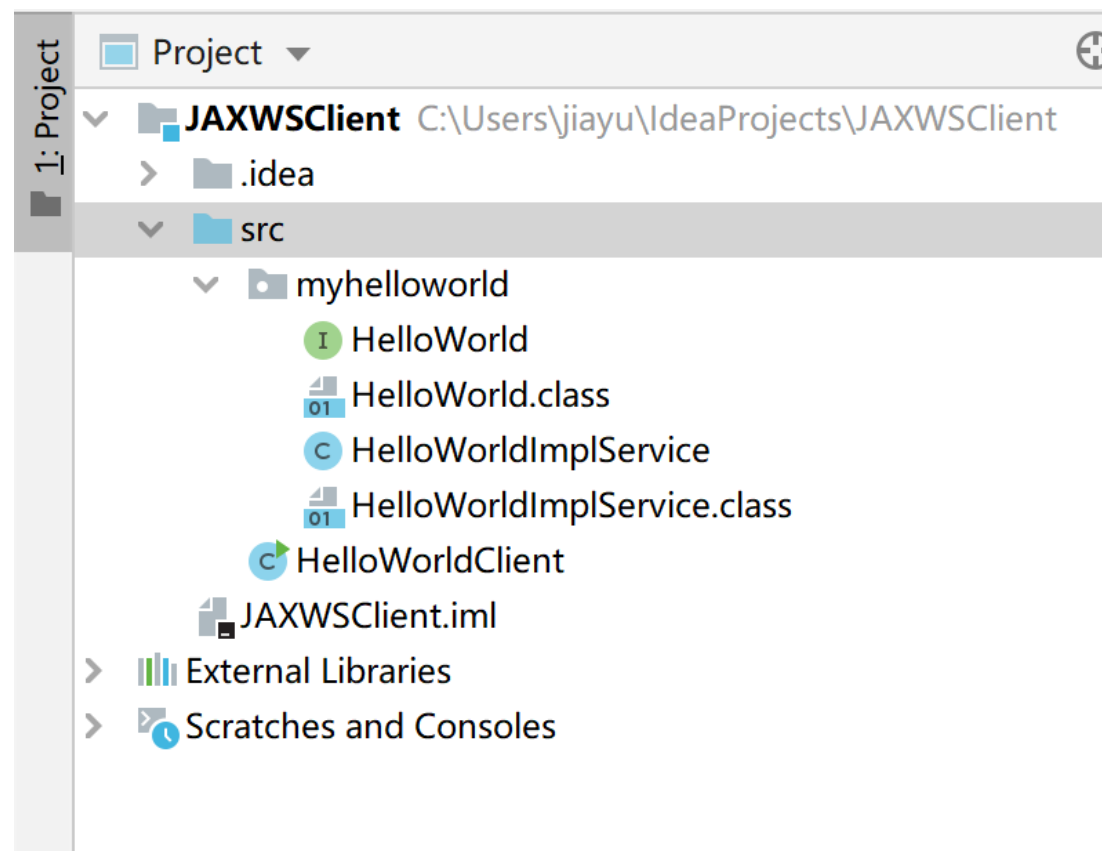 1: Project
Project
JAXWSClient C:\Users\jiayu\IdeaProjects\JAXWSClient
.idea
src
myhelloworld
I HelloWorld
01 HelloWorld.class
C HelloWorldImplService
01 HelloWorldImplService.class
C HelloWorldClient
JAXWSClient.iml
External Libraries
Scratches and Consoles